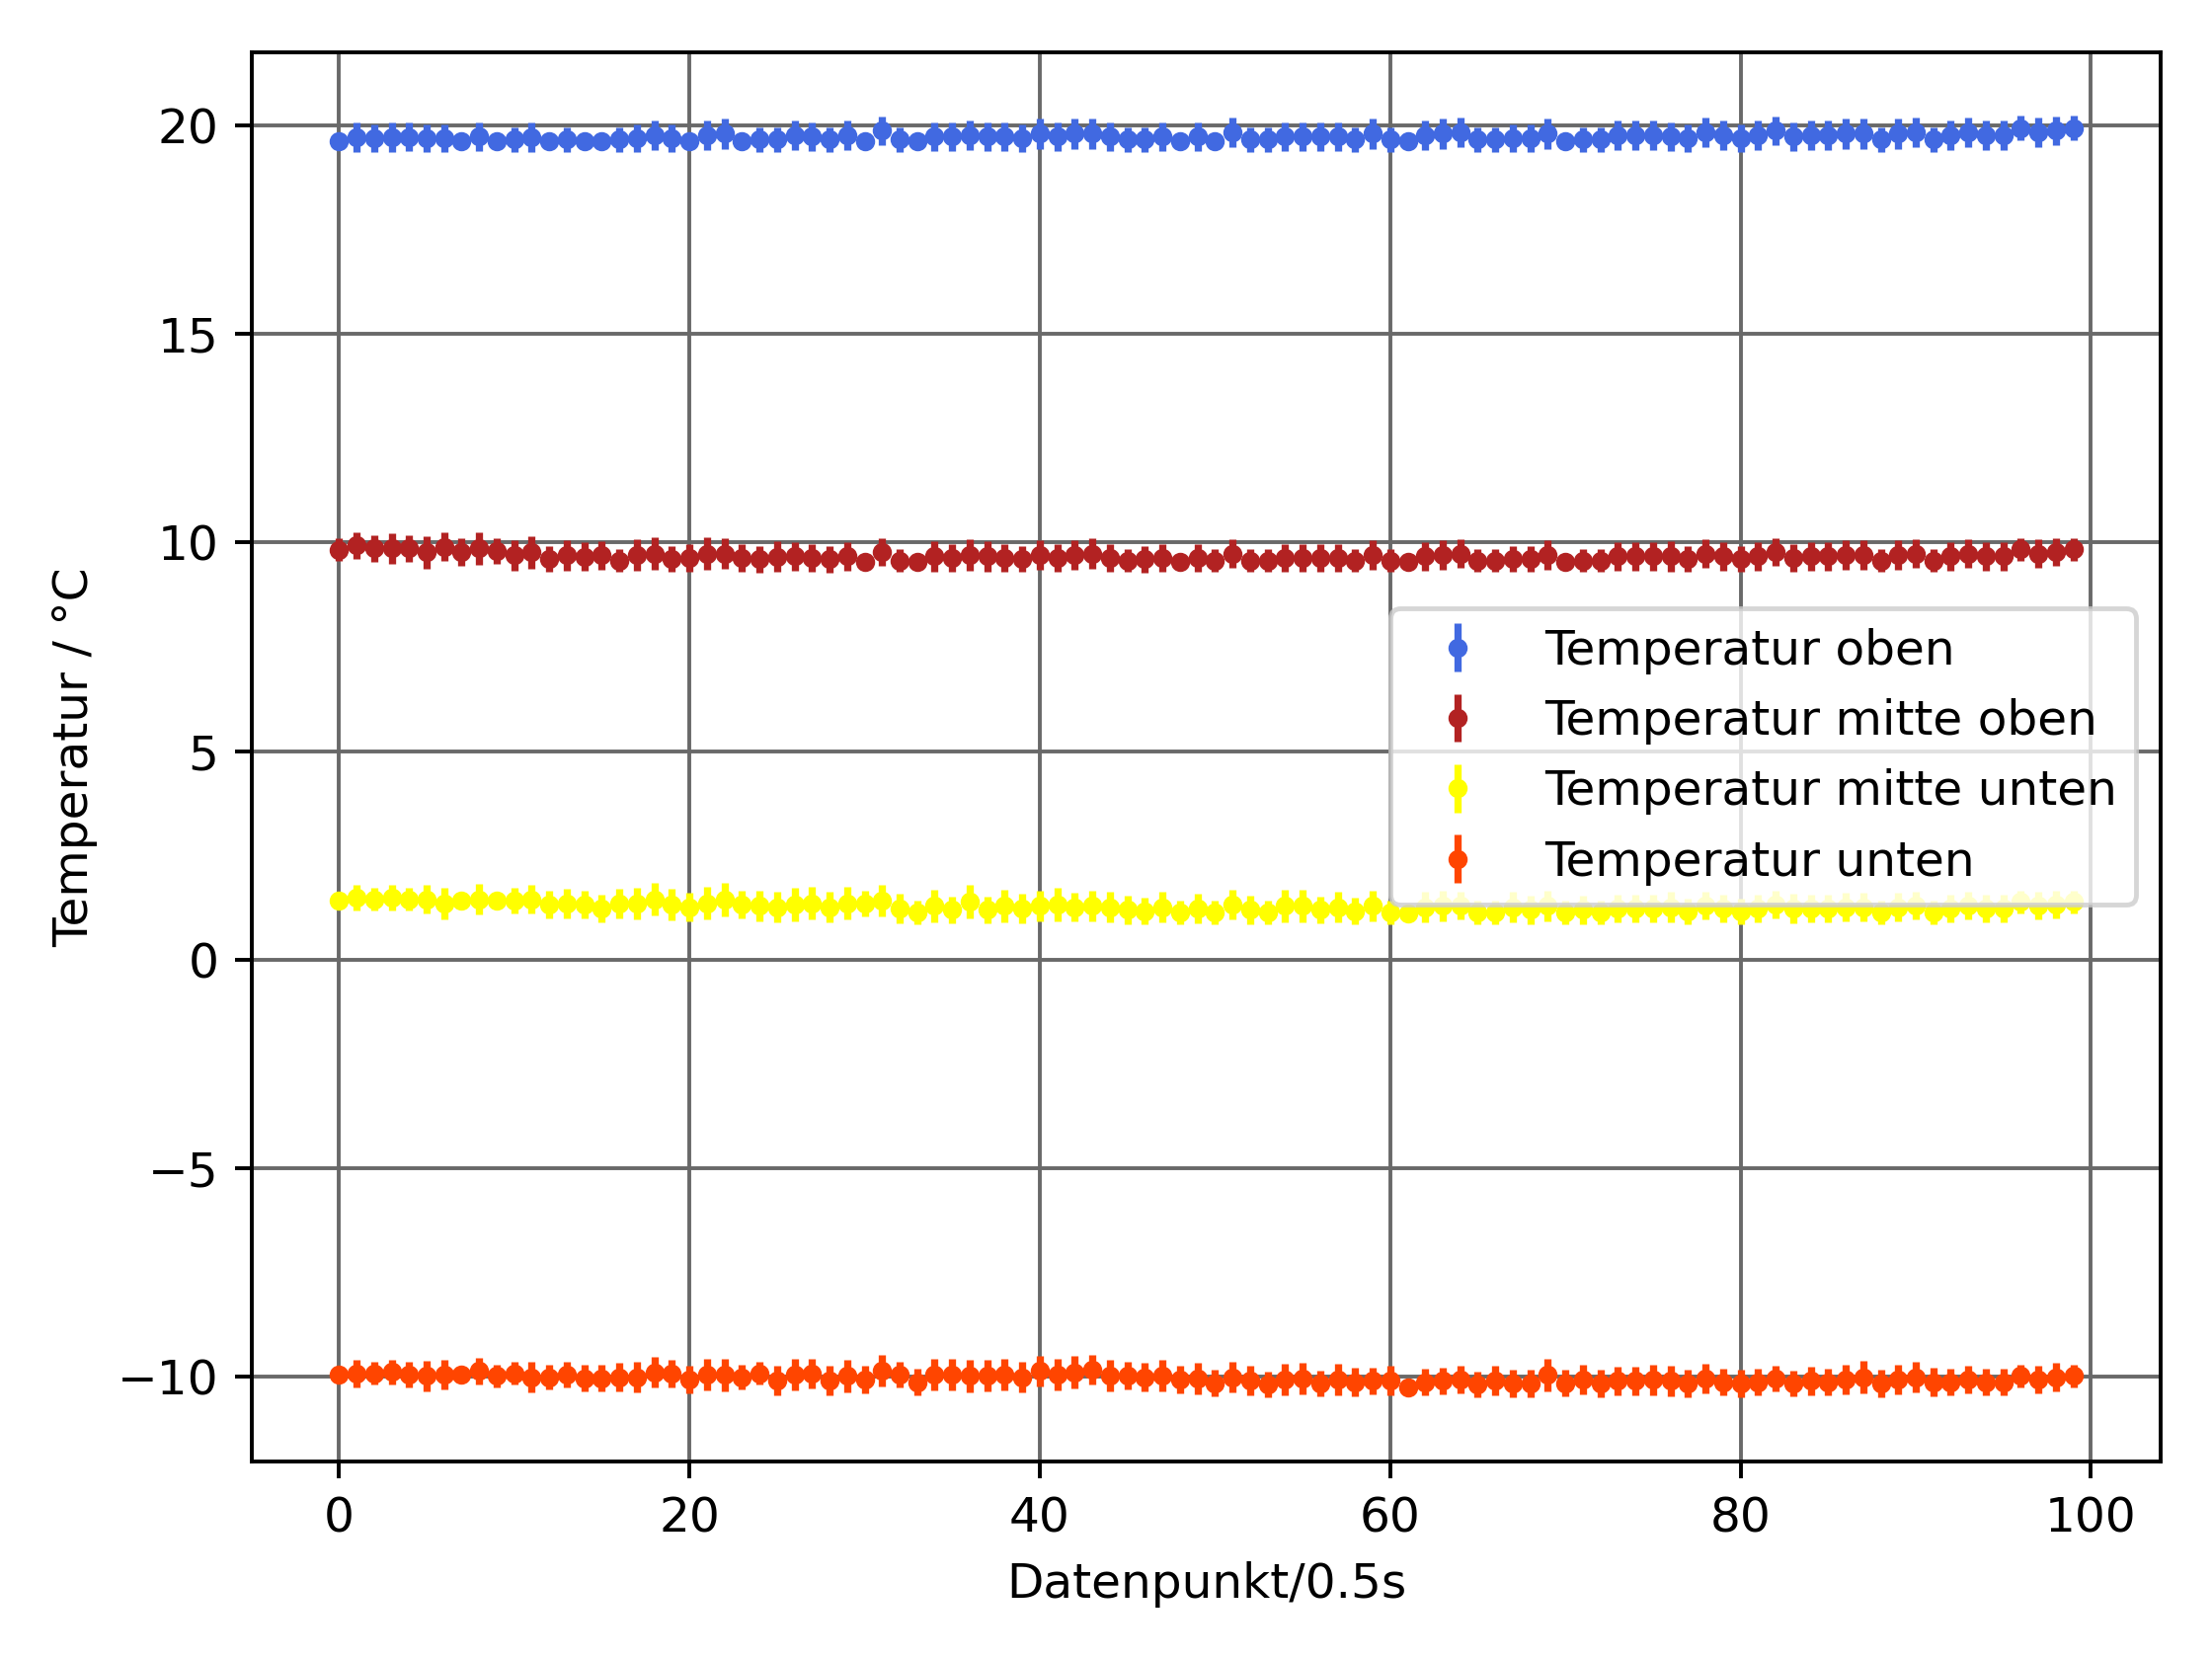 20
15
10
5
0
−5
−10
Temperatur / °C
Temperatur oben
Temperatur mitte oben
Temperatur mitte unten
Temperatur unten
0 20 40 60 80 100
Datenpunkt/0.5s